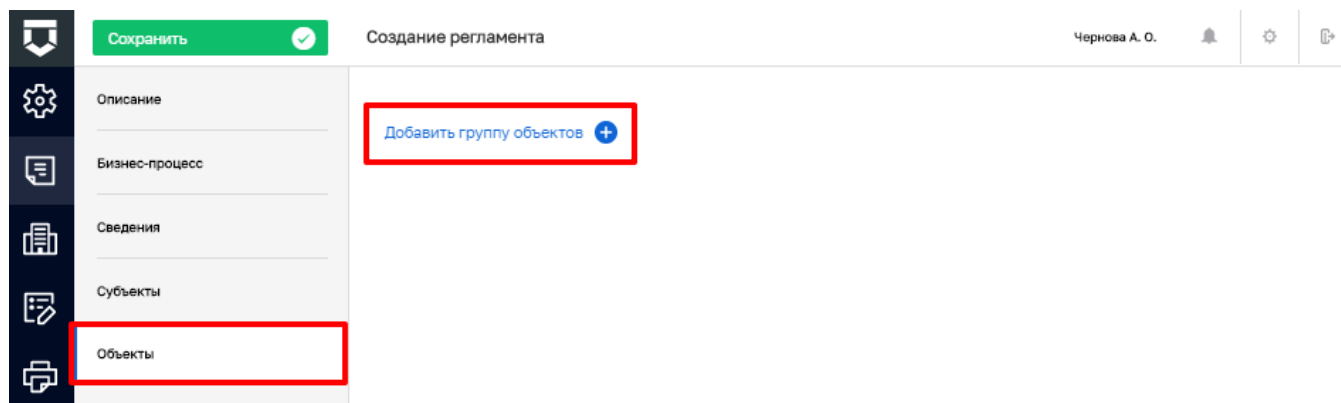 Сохранить
Создание регламента
Чернова А. О.
Описание
Добавить группу объектов
Бизнес-процесс
Сведения
Субъекты
Объекты